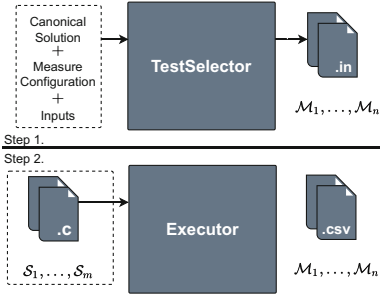 Canonical
Solution
+
Measure
Configuration
+
Inputs
TestSelector
.in
ℳ₁, . . . , ℳₙ
Step 1.
Step 2.
.c
𝒮₁, . . . , 𝒮ₘ
Executor
.csv
ℳ₁, . . . , ℳₙ